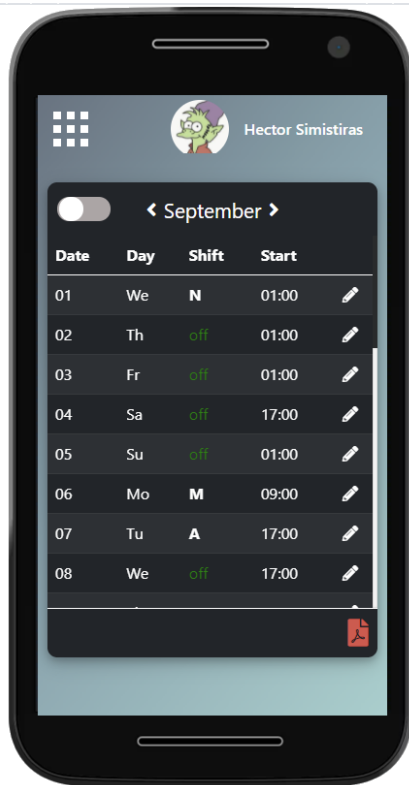 Hector Simistiras
September
Date Day Shift Start
01 We N 01:00
02 Th off 01:00
03 Fr off 01:00
04 Sa off 17:00
05 Su off 01:00
06 Mo M 09:00
07 Tu A 17:00
08 We off 17:00